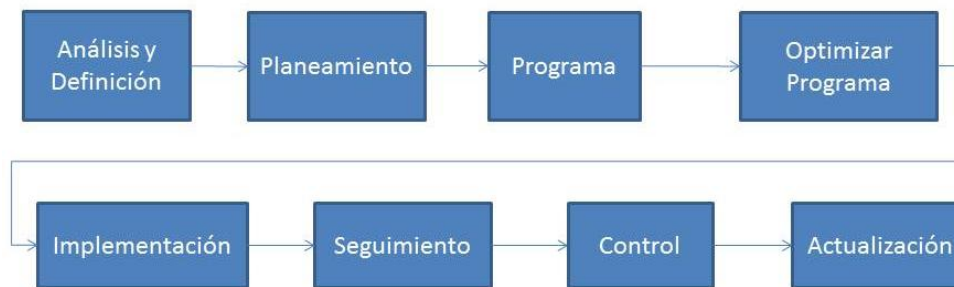 Análisis y
Definición
Planeamiento
Programa
Optimizar
Programa
Implementación
Seguimiento
Control
Actualización